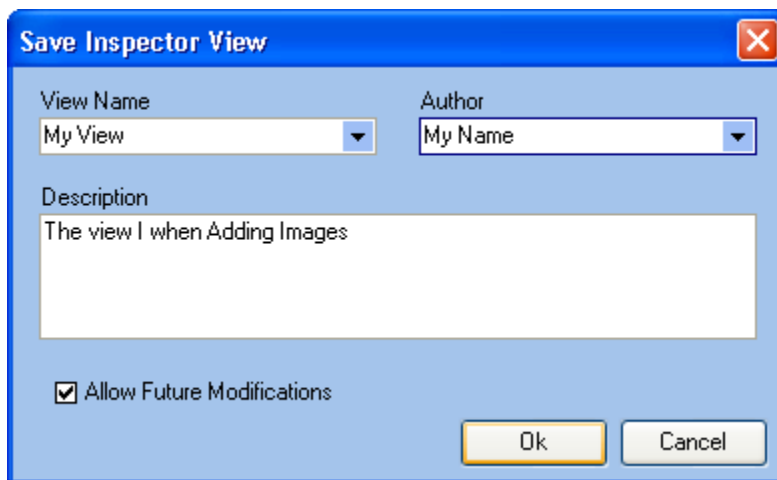 Save Inspector View
View Name Author
My View My Name
Description
The view I when Adding Images
Allow Future Modifications
Ok Cancel